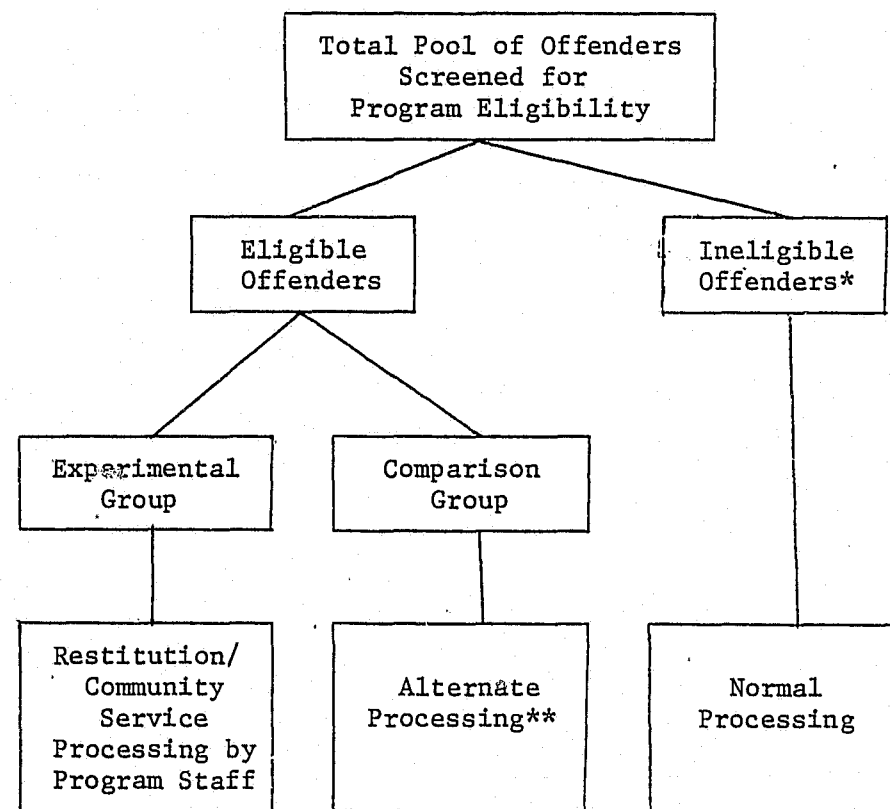 Total Pool of Offenders
Screened for
Program Eligibility
Eligible
Offenders
Ineligible
Offenders*
Experimental
Group
Comparison
Group
Restitution/
Community
Service
Processing by
Program Staff
Alternate
Processing**
Normal
Processing